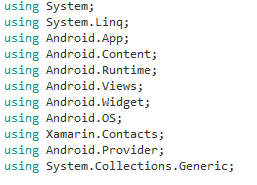 using System;
using System.Linq;
using Android.App;
using Android.Content;
using Android.Runtime;
using Android.Views;
using Android.Widget;
using Android.OS;
using Xamarin.Contacts;
using Android.Provider;
using System.Collections.Generic;